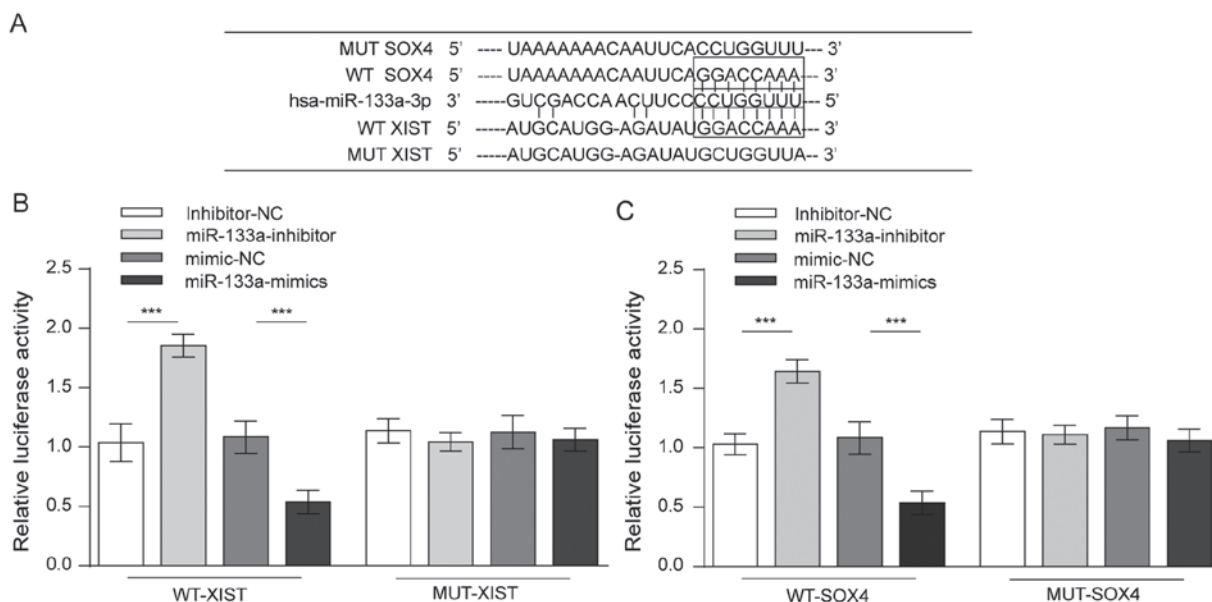 A
MUT SOX4 5' ---- UAAAAAAACAAUUCACCUGGUUU--- 3'
WT SOX4 5' ---- UAAAAAAACAAUUCAGGACCAAA--- 3'
hsa-miR-133a-3p 3' ---- GUCGACCAACUUCCCCUGGUUU---- 5'
WT XIST 5' -----AUGCAUGG-AGAUAUGGACCAAA--- 3'
MUT XIST 5' -----AUGCAUGG-AGAUAUGCUGGUUA--- 3'
B
Inhibitor-NC
miR-133a-inhibitor
mimic-NC
miR-133a-mimics
Relative luciferase activity
2.5
2.0
1.5
1.0
0.5
0.0
*** ***
WT-XIST MUT-XIST
C
Inhibitor-NC
miR-133a-inhibitor
mimic-NC
miR-133a-mimics
Relative luciferase activity
2.5
2.0
1.5
1.0
0.5
0.0
*** ***
WT-SOX4 MUT-SOX4